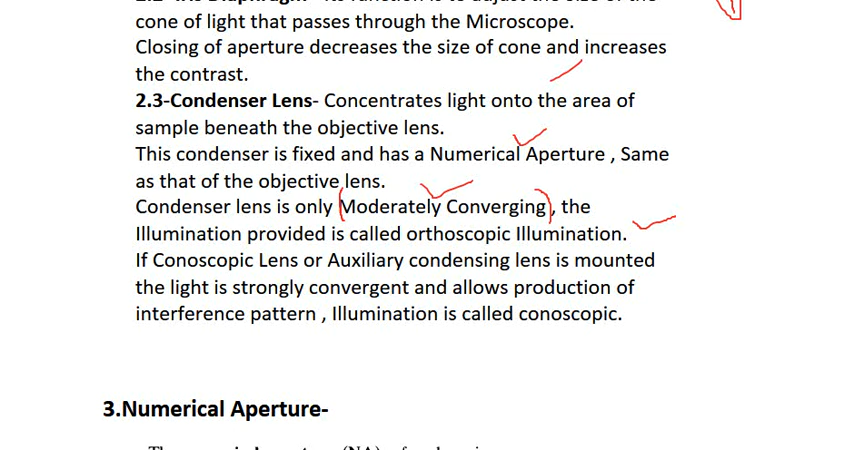 cone of light that passes through the Microscope.
Closing of aperture decreases the size of cone and increases
the contrast.
2.3-Condenser Lens- Concentrates light onto the area of
sample beneath the objective lens.
This condenser is fixed and has a Numerical Aperture , Same
as that of the objective lens.
Condenser lens is only (Moderately Converging), the
Illumination provided is called orthoscopic Illumination.
If Conoscopic Lens or Auxiliary condensing lens is mounted
the light is strongly convergent and allows production of
interference pattern , Illumination is called conoscopic.
3.Numerical Aperture-